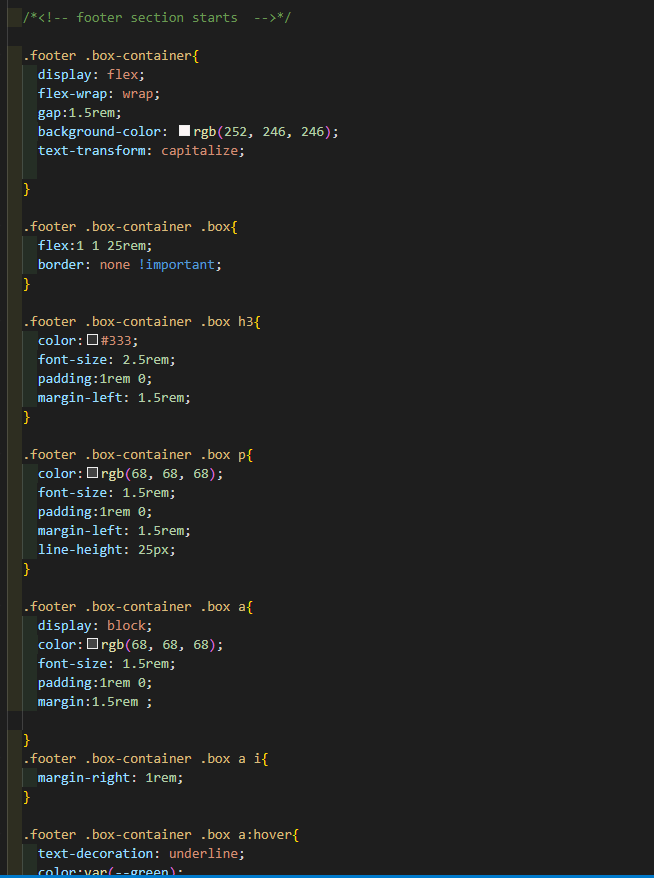 /*<!-- footer section starts  -->*/
.footer .box-container{
display: flex;
flex-wrap: wrap;
gap:1.5rem;
background-color: rgb(252, 246, 246);
text-transform: capitalize;
}
.footer .box-container .box{
flex:1 1 25rem;
border: none !important;
}
.footer .box-container .box h3{
color:#333;
font-size: 2.5rem;
padding:1rem 0;
margin-left: 1.5rem;
}
.footer .box-container .box p{
color:rgb(68, 68, 68);
font-size: 1.5rem;
padding:1rem 0;
margin-left: 1.5rem;
line-height: 25px;
}
.footer .box-container .box a{
display: block;
color:rgb(68, 68, 68);
font-size: 1.5rem;
padding:1rem 0;
margin:1.5rem ;
}
.footer .box-container .box a i{
margin-right: 1rem;
}
.footer .box-container .box a:hover{
text-decoration: underline;
color:var(--green);